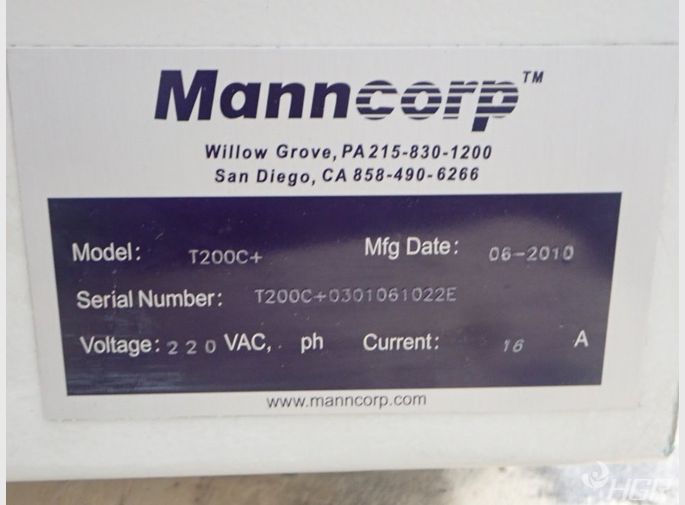 Manncorp™
Willow Grove, PA 215-830-1200
San Diego, CA 858-490-6266
Model: T200C+ Mfg Date: 06-2010
Serial Number: T200C+0301061022E
Voltage: 220 VAC, ph Current: 16 A
www.manncorp.com
HGR